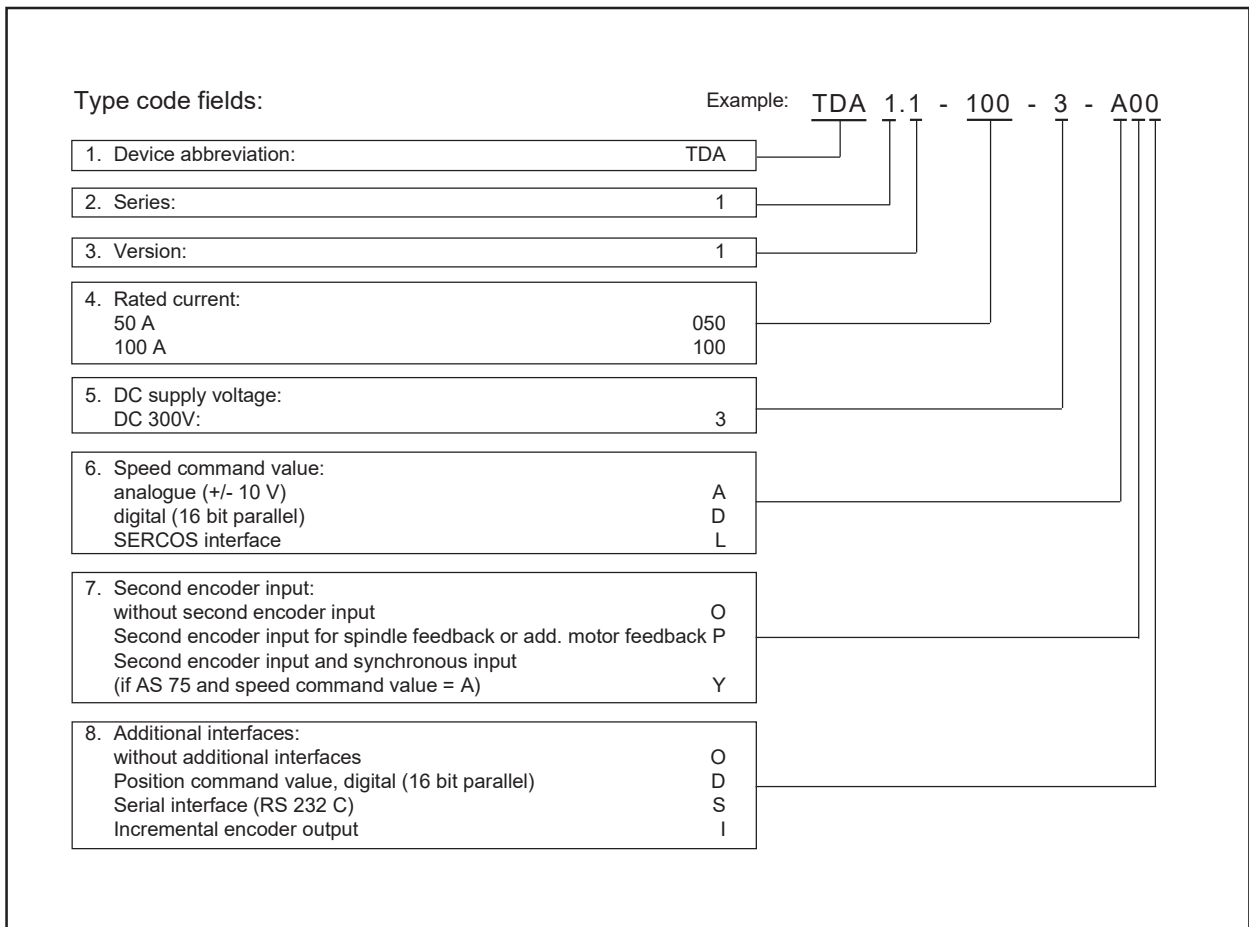 Type code fields:
Example: TDA 1.1 - 100 - 3 - A00
1. Device abbreviation: TDA
2. Series: 1
3. Version: 1
4. Rated current:
50 A 050
100 A 100
5. DC supply voltage:
DC 300V: 3
6. Speed command value:
analogue (+/- 10 V) A
digital (16 bit parallel) D
SERCOS interface L
7. Second encoder input:
without second encoder input O
Second encoder input for spindle feedback or add. motor feedback P
Second encoder input and synchronous input
(if AS 75 and speed command value = A) Y
8. Additional interfaces:
without additional interfaces O
Position command value, digital (16 bit parallel) D
Serial interface (RS 232 C) S
Incremental encoder output I